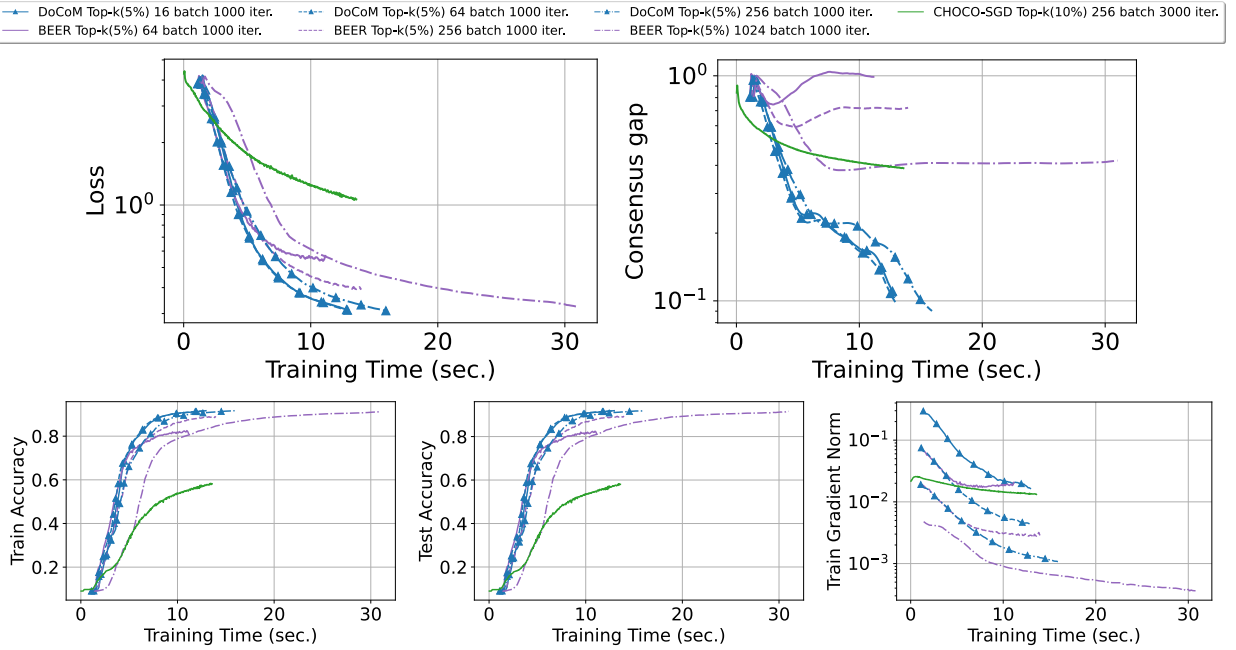 DoCoM Top-k(5%) 16 batch 1000 iter. DoCoM Top-k(5%) 64 batch 1000 iter. DoCoM Top-k(5%) 256 batch 1000 iter. CHOCO-SGD Top-k(10%) 256 batch 3000 iter.
BEER Top-k(5%) 64 batch 1000 iter. BEER Top-k(5%) 256 batch 1000 iter. BEER Top-k(5%) 1024 batch 1000 iter.
Loss
10⁰
0 10 20 30
Training Time (sec.)
Consensus gap
10⁰
10⁻¹
0 10 20 30
Training Time (sec.)
Train Accuracy
0.8
0.6
0.4
0.2
0 10 20 30
Training Time (sec.)
Test Accuracy
0.8
0.6
0.4
0.2
0 10 20 30
Training Time (sec.)
Train Gradient Norm
10⁻¹
10⁻²
10⁻³
0 10 20 30
Training Time (sec.)